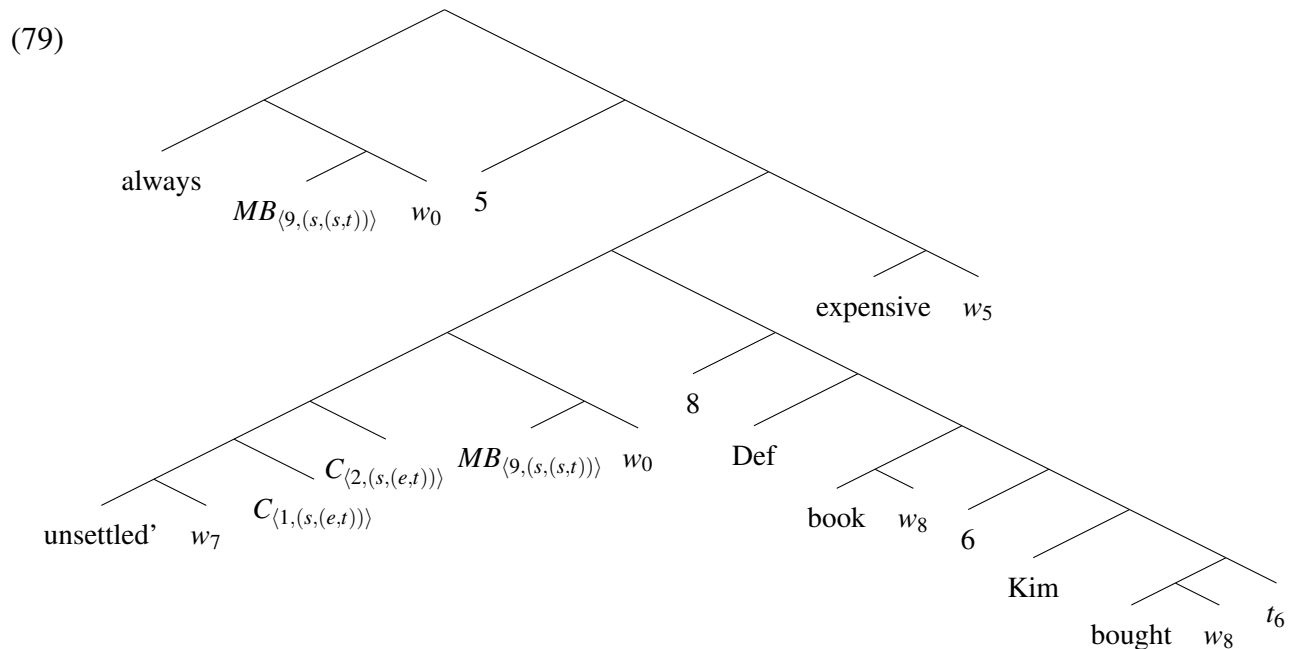 (79)
always
MB⟨9,(s,(s,t))⟩ w₀ 5
expensive w₅
8
C⟨2,(s,(e,t))⟩ MB⟨9,(s,(s,t))⟩ w₀ Def
unsettled’ w₇ C⟨1,(s,(e,t))⟩ book w₈ 6
Kim
bought w₈ t₆